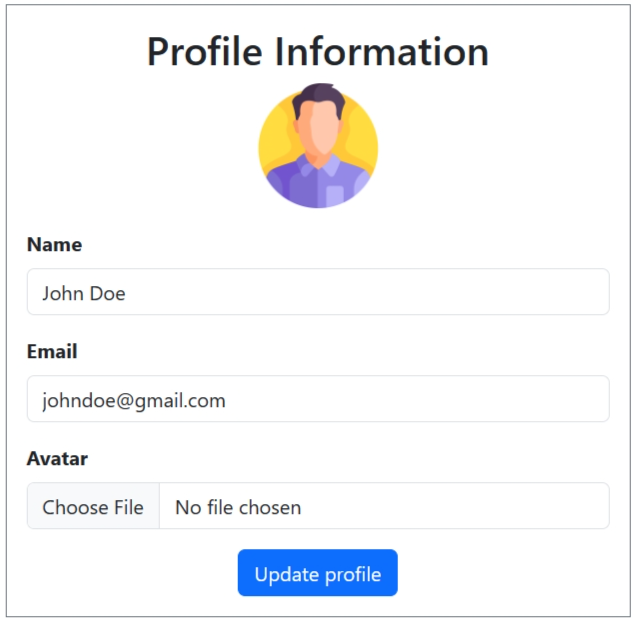 Profile Information
Name
John Doe
Email
johndoe@gmail.com
Avatar
Choose File No file chosen
Update profile